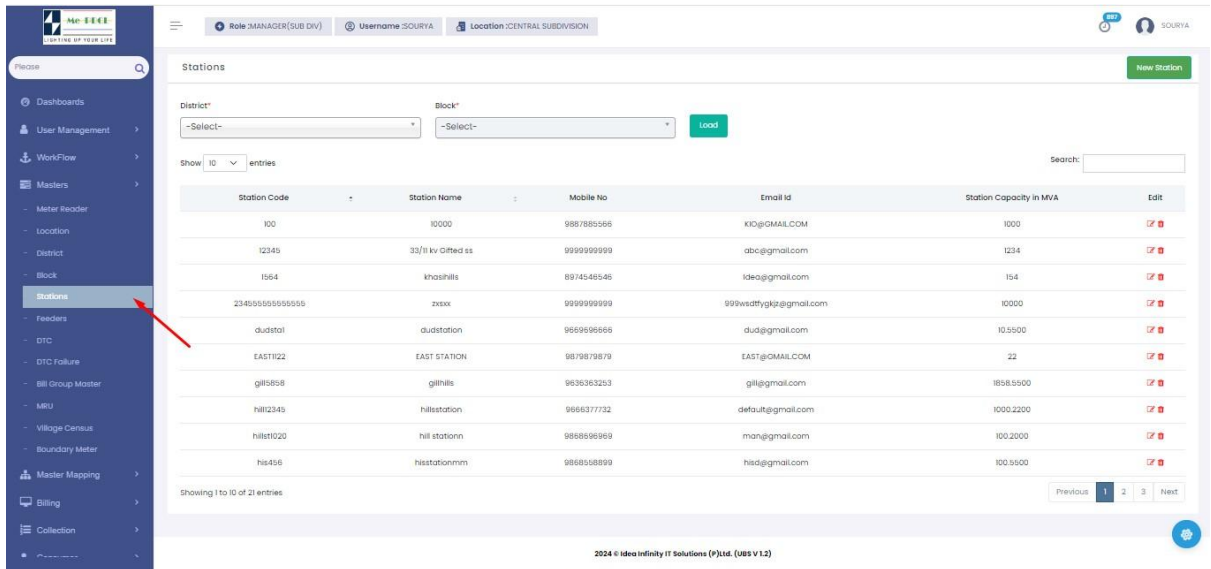 Me-PDCL
LIGHTING UP YOUR LIFE
Role :MANAGER(SUB DIV) Username :SOURYA Location :CENTRAL SUBDIVISION
897
SOURYA
Please
Dashboards
User Management
WorkFlow
Masters
Meter Reader
Location
District
Block
Stations
Feeders
DTC
DTC Failure
Bill Group Master
MRU
Village Census
Boundary Meter
Master Mapping
Billing
Collection
Stations New Station
District* Block*
-Select- -Select- Load
Show 10 entries Search:
Station Code Station Name Mobile No Email Id Station Capacity in MVA Edit
100 10000 9887885566 KIO@GMAIL.COM 1000
12345 33/11 kv Gifted ss 9999999999 abc@gmail.com 1234
1564 khasihills 8974546546 Idea@gmail.com 154
234555555555555 zxsxx 9999999999 999wsdtfygkjz@gmail.com 10000
dudsta1 dudstation 9669696666 dud@gmail.com 10.5500
EAST1122 EAST STATION 9879879879 EAST@GMAIL.COM 22
gill5858 gillhills 9636363253 gill@gmail.com 1858.5500
hill12345 hillsstation 9666377732 default@gmail.com 1000.2200
hillst1020 hill stationn 9868696969 man@gmail.com 100.2000
his456 hisstationmm 9868558899 hisd@gmail.com 100.5500
Showing 1 to 10 of 21 entries Previous 1 2 3 Next
2024 © Idea Infinity IT Solutions (P)Ltd. (UBS V 1.2)